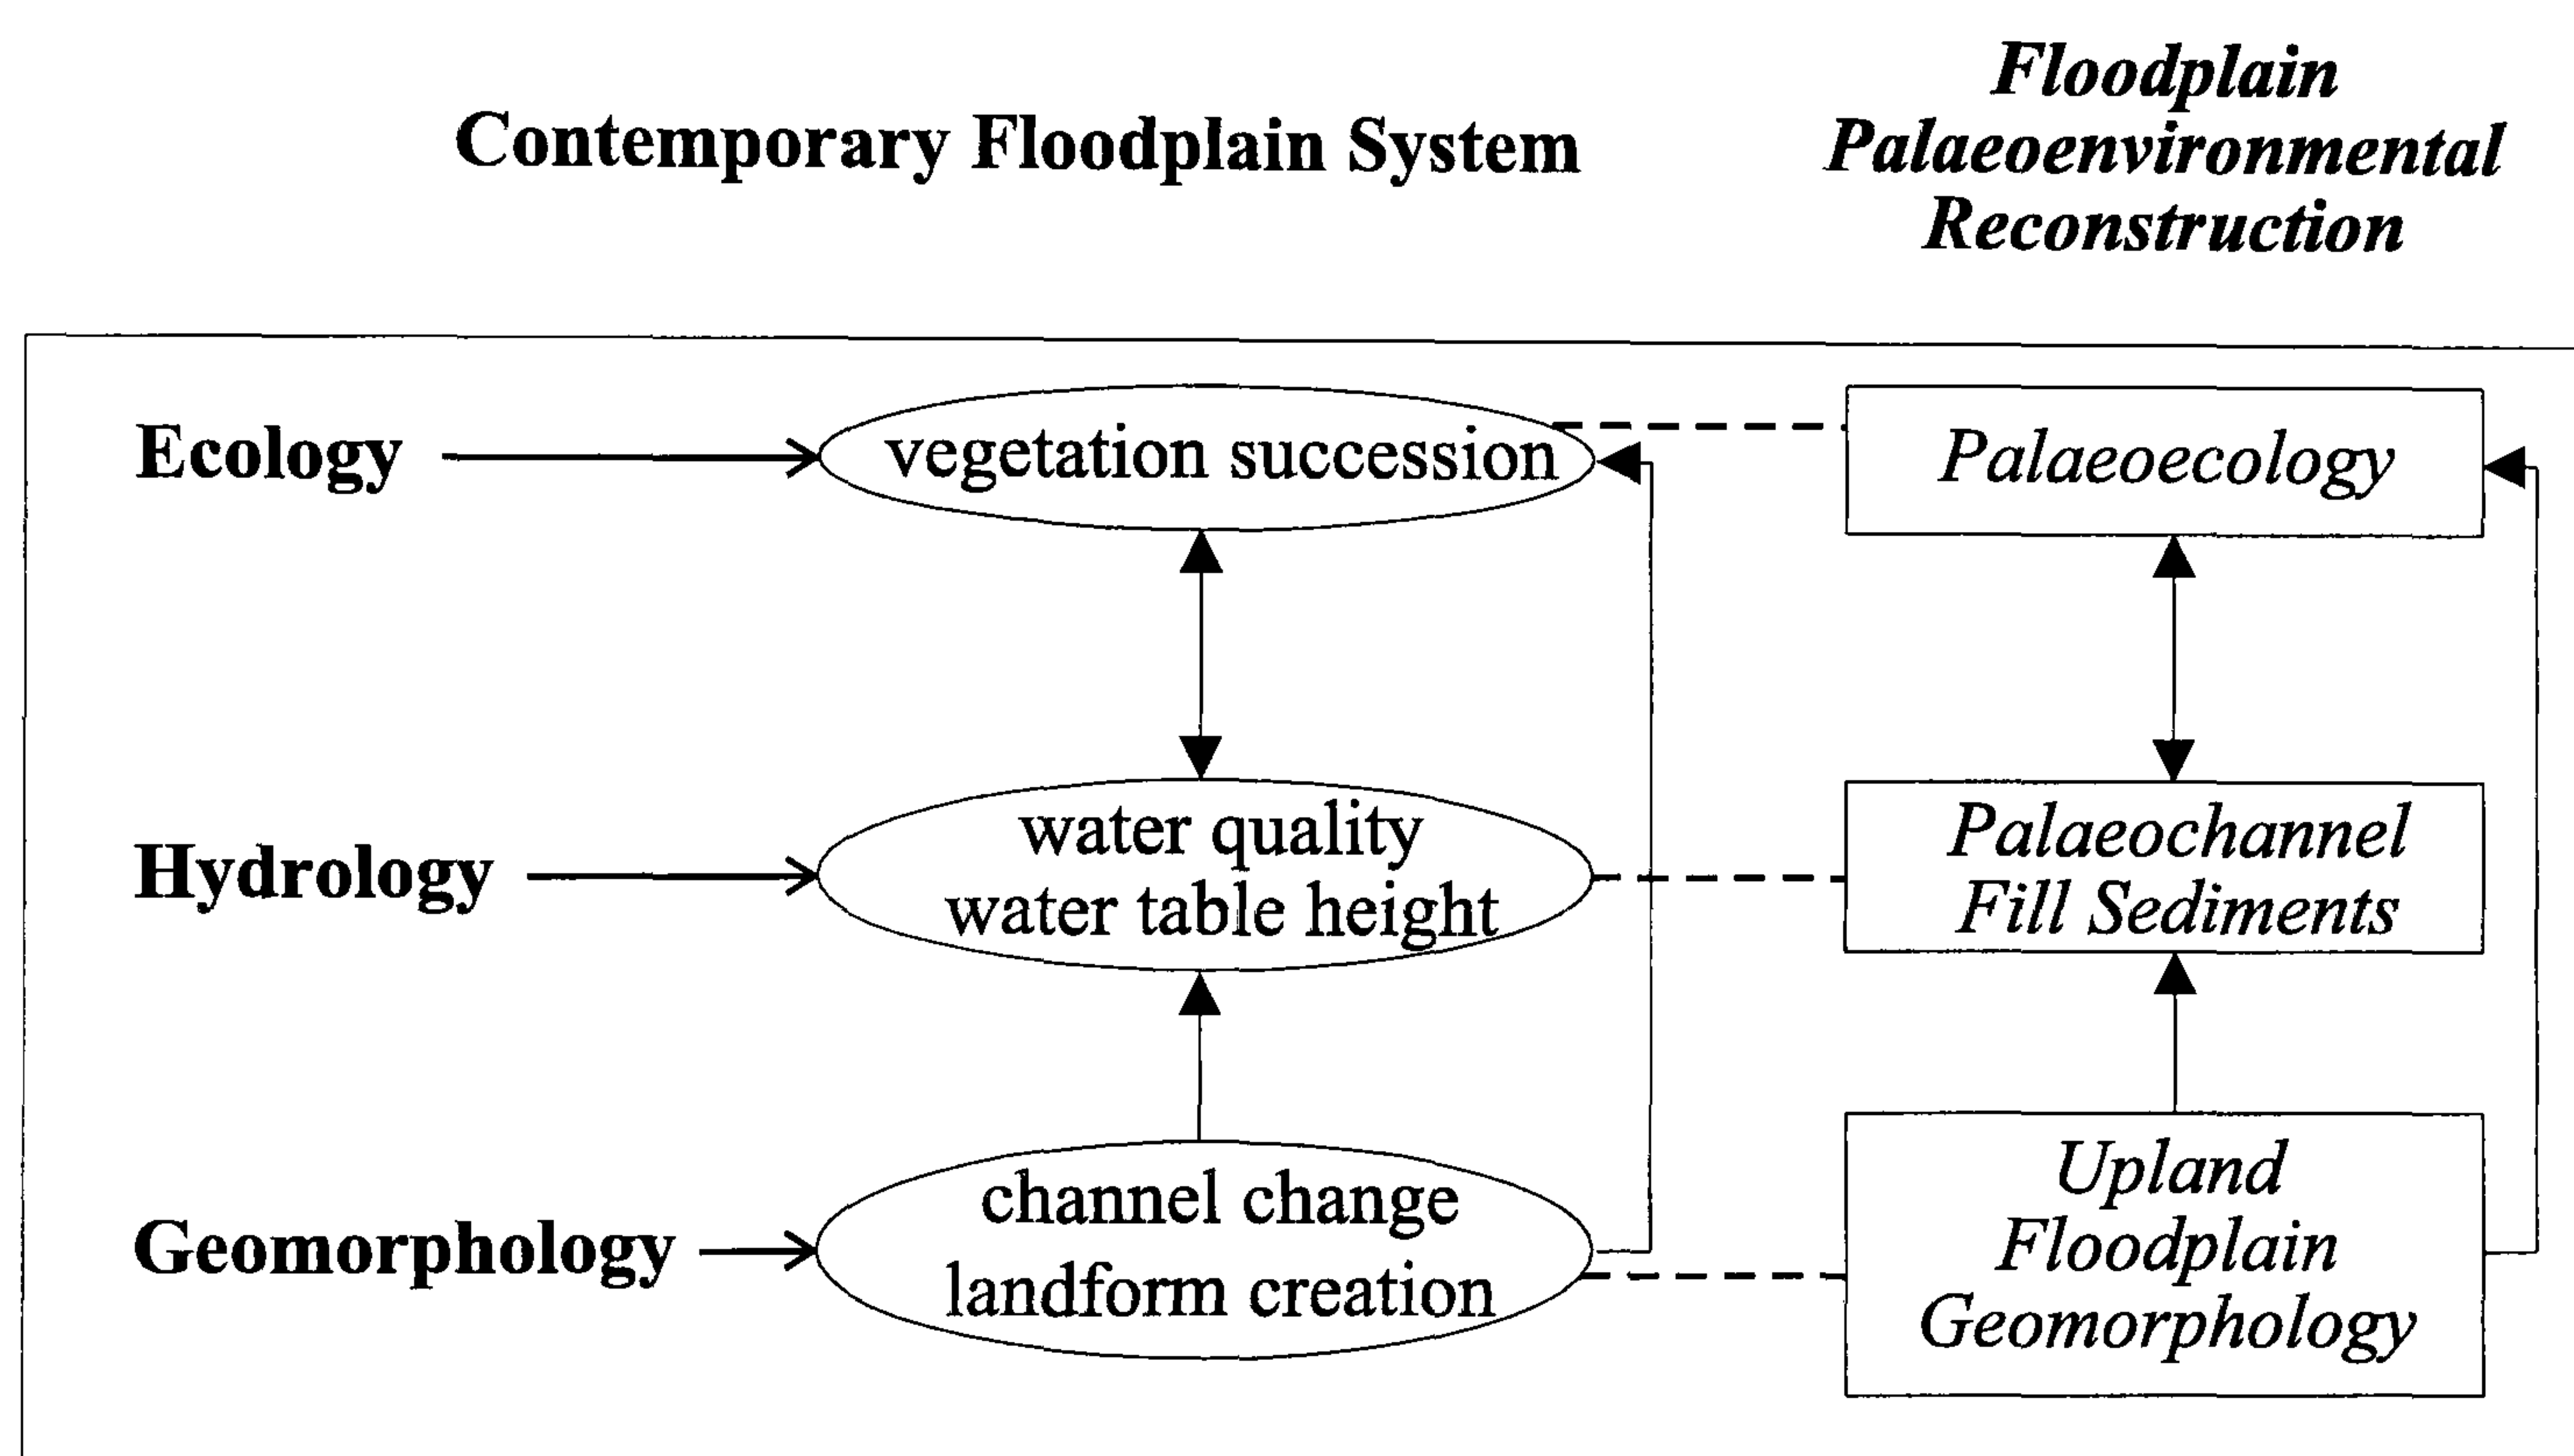 Contemporary Floodplain System
Floodplain
Palaeoenvironmental
Reconstruction
Ecology
vegetation succession
Palaeoecology
Hydrology
water quality
water table height
Palaeochannel
Fill Sediments
Geomorphology
channel change
landform creation
Upland
Floodplain
Geomorphology